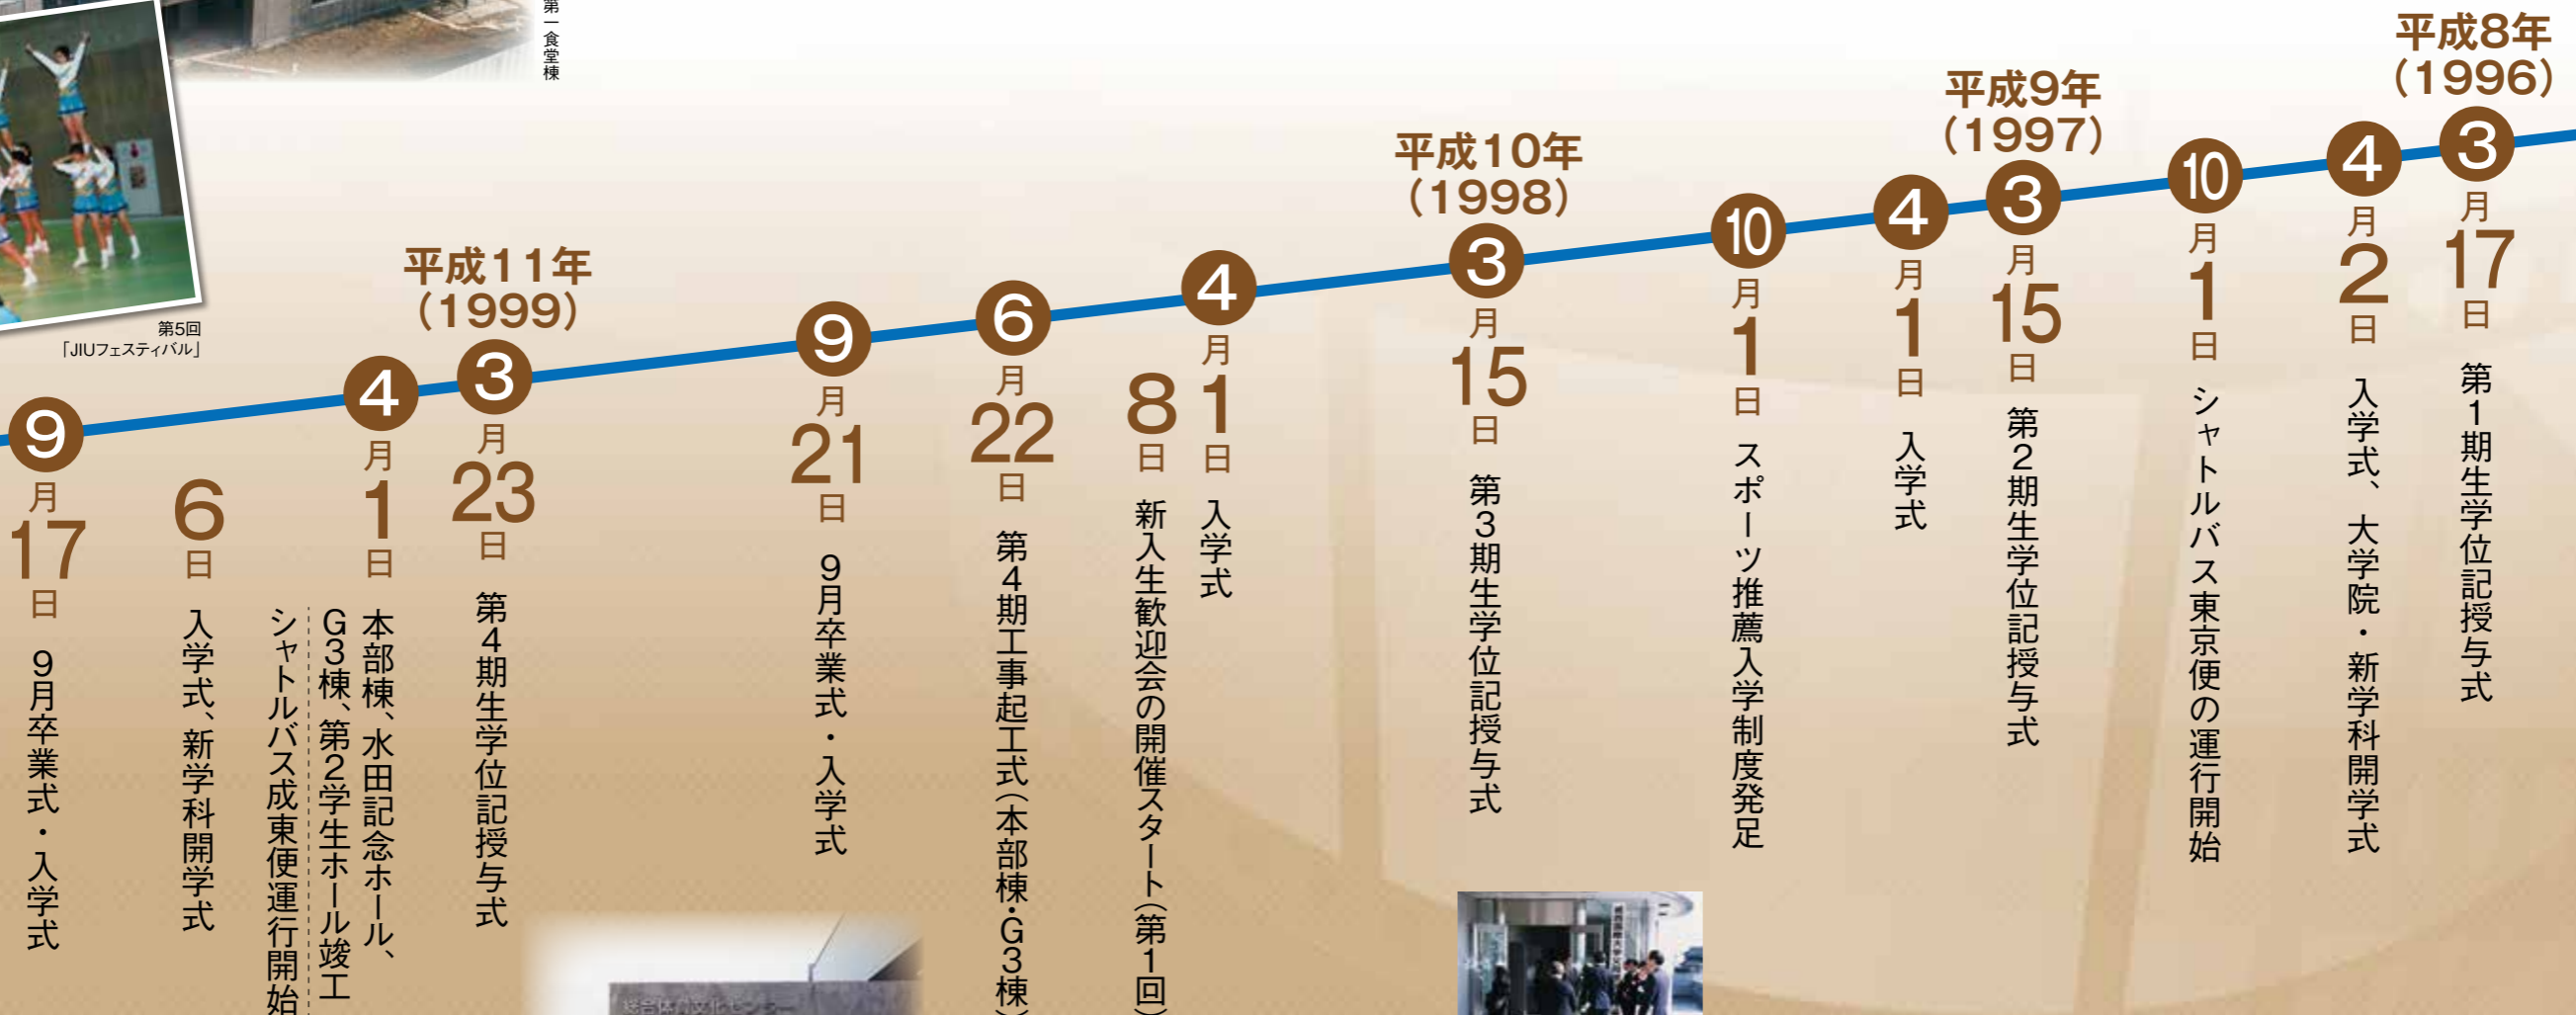 平成8年
（1996）
3月17日 第1期生学位記授与式
4月2日 入学式、大学院・新学科開学式
10月1日 シャトルバス東京便の運行開始
平成9年
（1997）
3月15日 第2期生学位記授与式
4月1日 入学式
10月1日 スポーツ推薦入学制度発足
平成10年
（1998）
3月15日 第3期生学位記授与式
4月1日 入学式
8日 新入生歓迎会の開催スタート（第1回）
6月22日 第4期工事起工式（本部棟・G3棟）
9月21日 9月卒業式・入学式
平成11年
（1999）
3月23日 第4期生学位記授与式
4月1日 本部棟、水田記念ホール、
G3棟、第2学生ホール竣工
シャトルバス成東便運行開始
6日 入学式、新学科開学式
9月17日 9月卒業式・入学式
第一食堂棟
第5回
「JIUフェスティバル」
総合体育文化センター